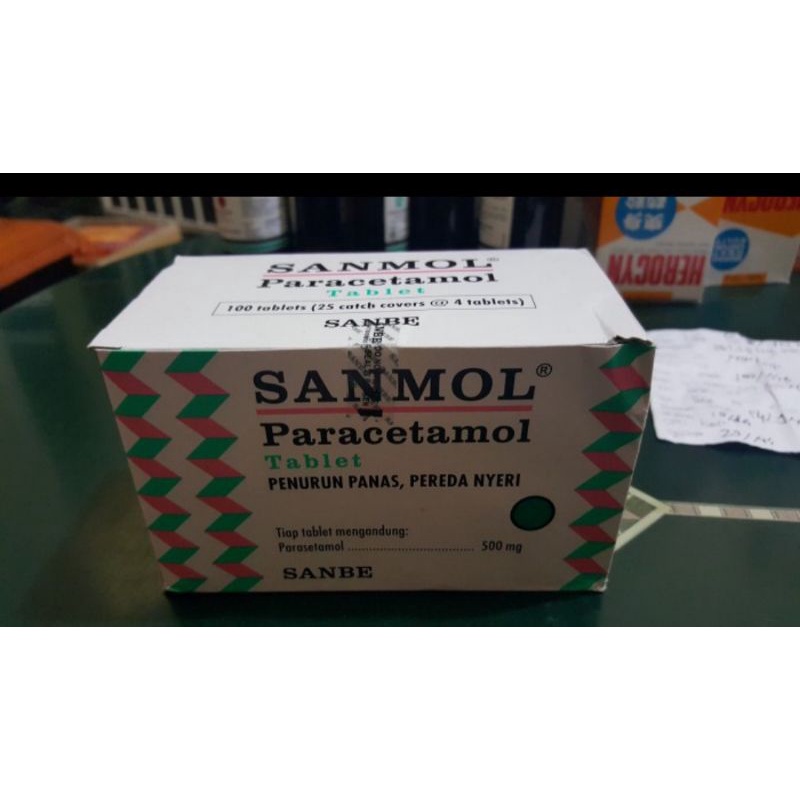 SANMOL®
Paracetamol
Tablet
100 tablets (25 catch covers @ 4 tablets)
SANBE
SANMOL®
Paracetamol
Tablet
PENURUN PANAS, PEREDA NYERI
Tiap tablet mengandung:
Parasetamol ................................... 500 mg
SANBE
HEROCYN
HEROCYN